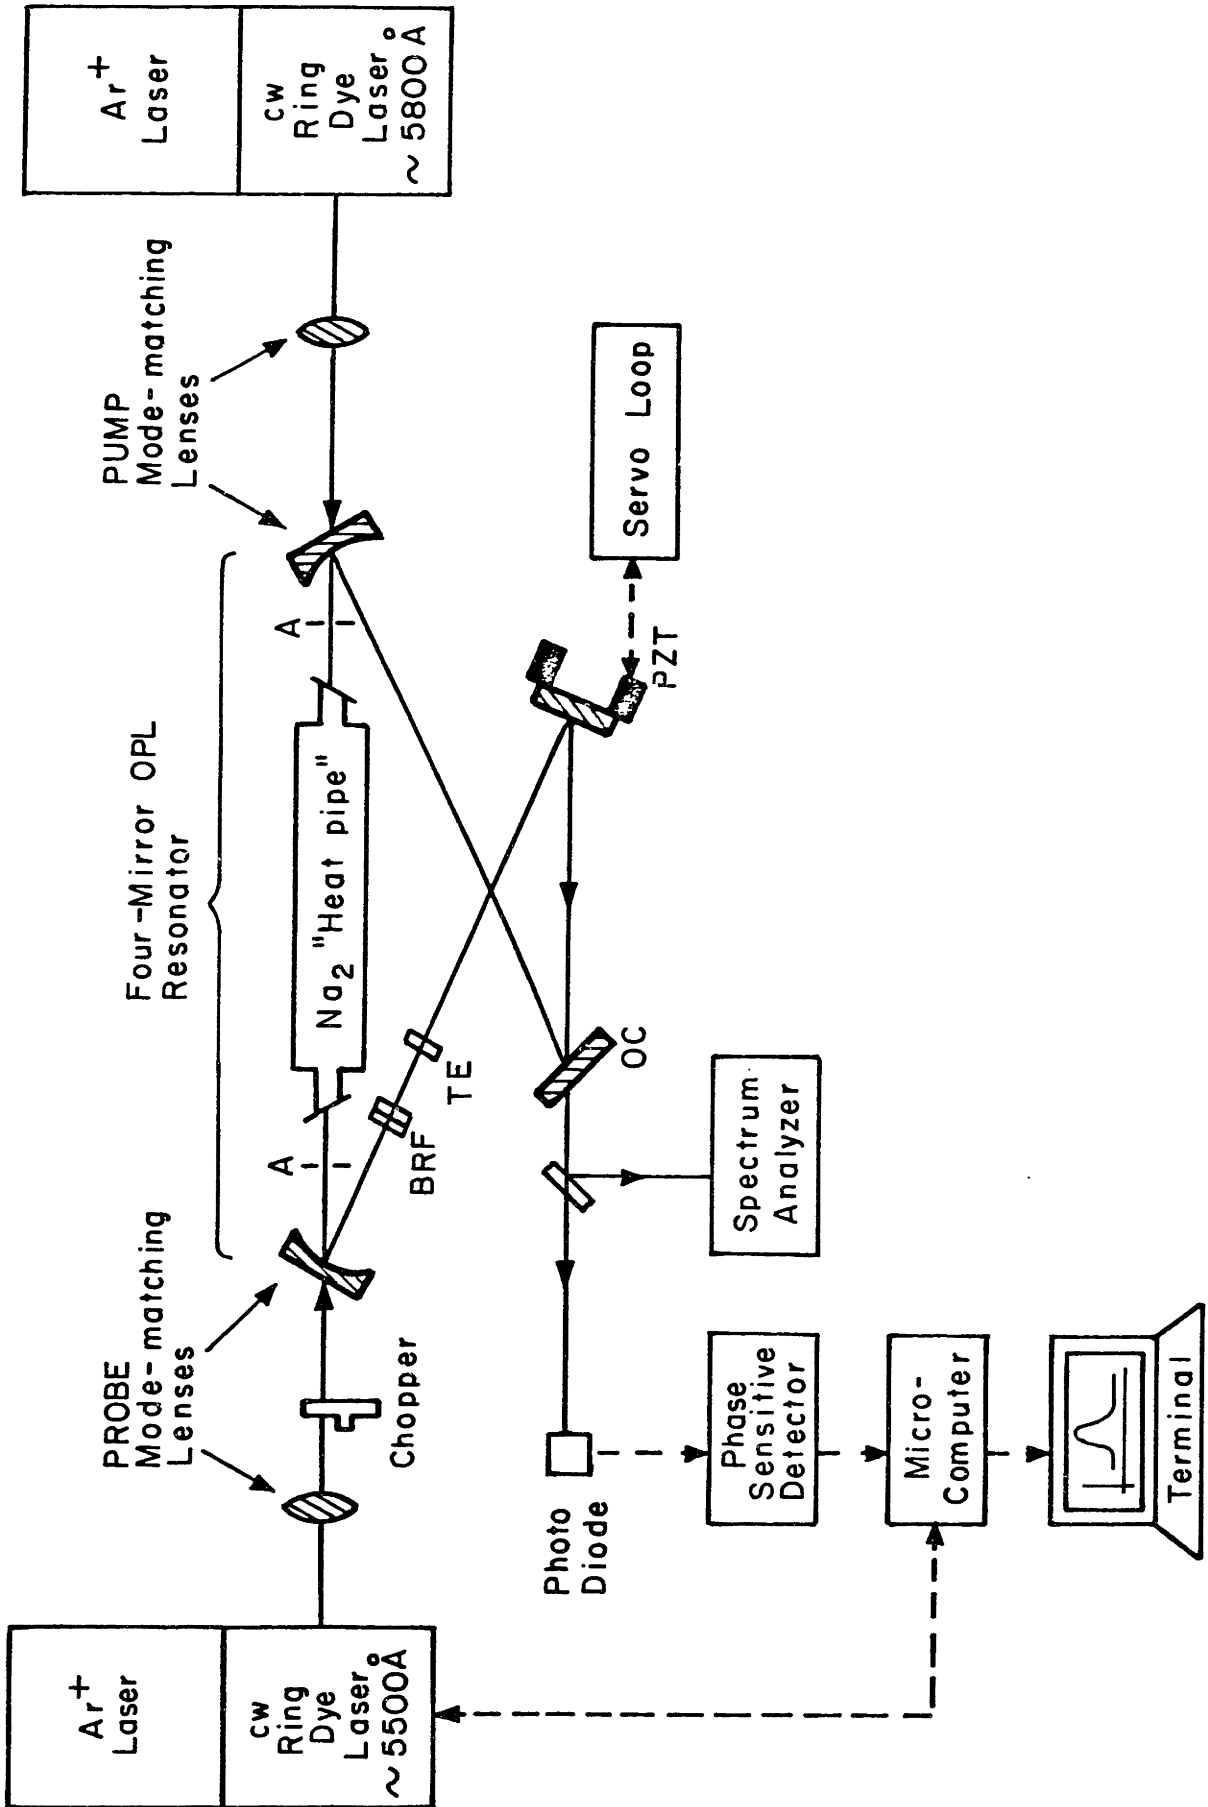 Ar+
Laser
cw
Ring
Dye
Laser
~5500Å
PROBE
Mode-matching
Lenses
Chopper
Four-Mirror OPL
Resonator
A
Na2 "Heat pipe"
A
BRF
TE
PUMP
Mode-matching
Lenses
Ar+
Laser
cw
Ring
Dye
Laser
~5800Å
OC
PZT
Servo Loop
Photo
Diode
Spectrum
Analyzer
Phase
Sensitive
Detector
Micro-
Computer
Terminal